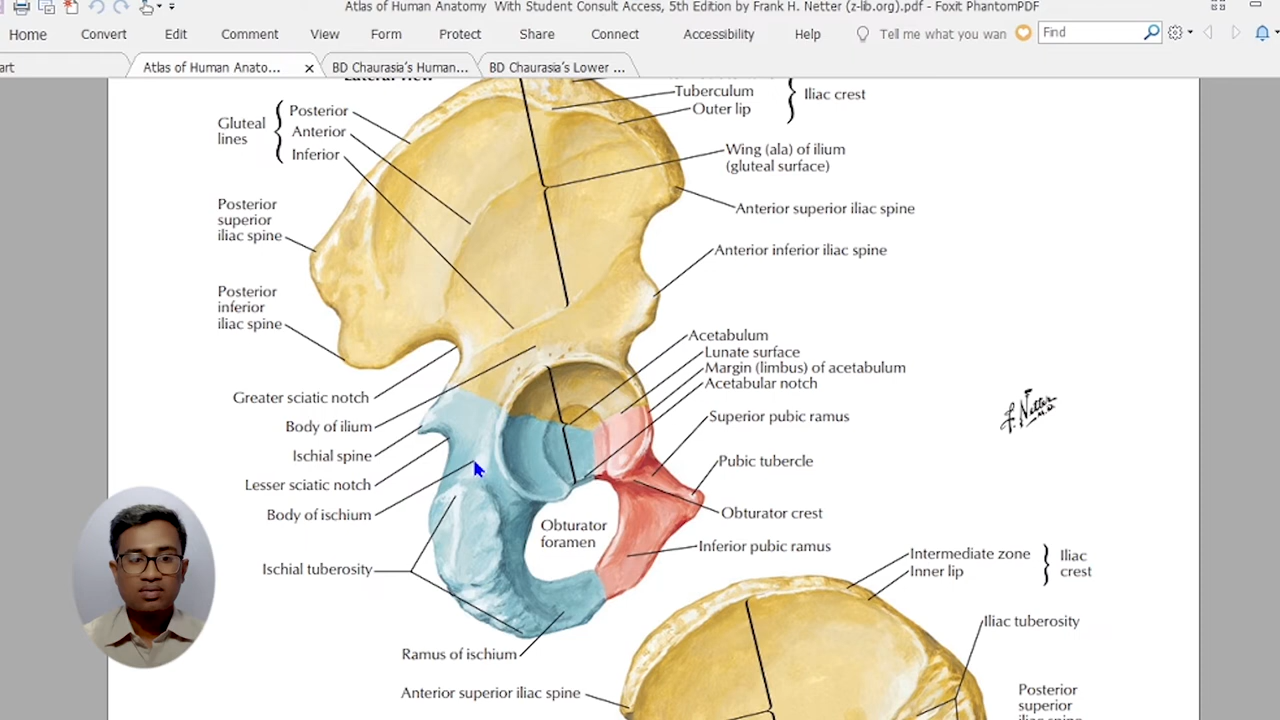 Atlas of Human Anatomy With Student Consult Access, 5th Edition by Frank H. Netter (z-lib.org).pdf - Foxit PhantomPDF
Home Convert Edit Comment View Form Protect Share Connect Accessibility Help Tell me what you wan Find
art Atlas of Human Anato... x BD Chaurasia's Human... BD Chaurasia's Lower ...
Lateral view
Tuberculum
Outer lip
Iliac crest
Gluteal
lines
Posterior
Anterior
Inferior
Wing (ala) of ilium
(gluteal surface)
Posterior
superior
iliac spine
Anterior superior iliac spine
Anterior inferior iliac spine
Posterior
inferior
iliac spine
Acetabulum
Lunate surface
Margin (limbus) of acetabulum
Acetabular notch
Greater sciatic notch
Body of ilium
Ischial spine
Lesser sciatic notch
Body of ischium
Superior pubic ramus
Pubic tubercle
Obturator crest
Inferior pubic ramus
Obturator
foramen
Ischial tuberosity
Ramus of ischium
F. Netter
M.D.
Intermediate zone
Inner lip
Iliac
crest
Iliac tuberosity
Anterior superior iliac spine
Posterior
superior